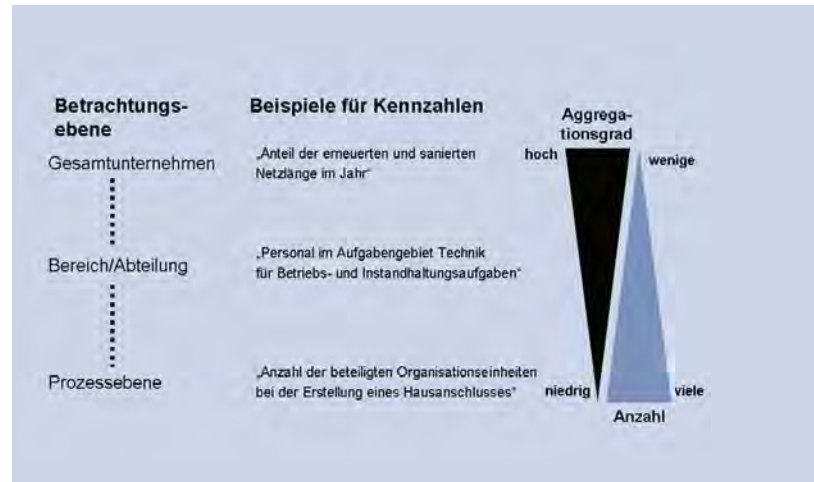 Betrachtungs-
ebene
Beispiele für Kennzahlen
Aggrega-
tionsgrad
Gesamtunternehmen
„Anteil der erneuerten und sanierten
Netzlänge im Jahr“
hoch
wenige
Bereich/Abteilung
„Personal im Aufgabengebiet Technik
für Betriebs- und Instandhaltungsaufgaben“
Prozessebene
„Anzahl der beteiligten Organisationseinheiten
bei der Erstellung eines Hausanschlusses“
niedrig
viele
Anzahl